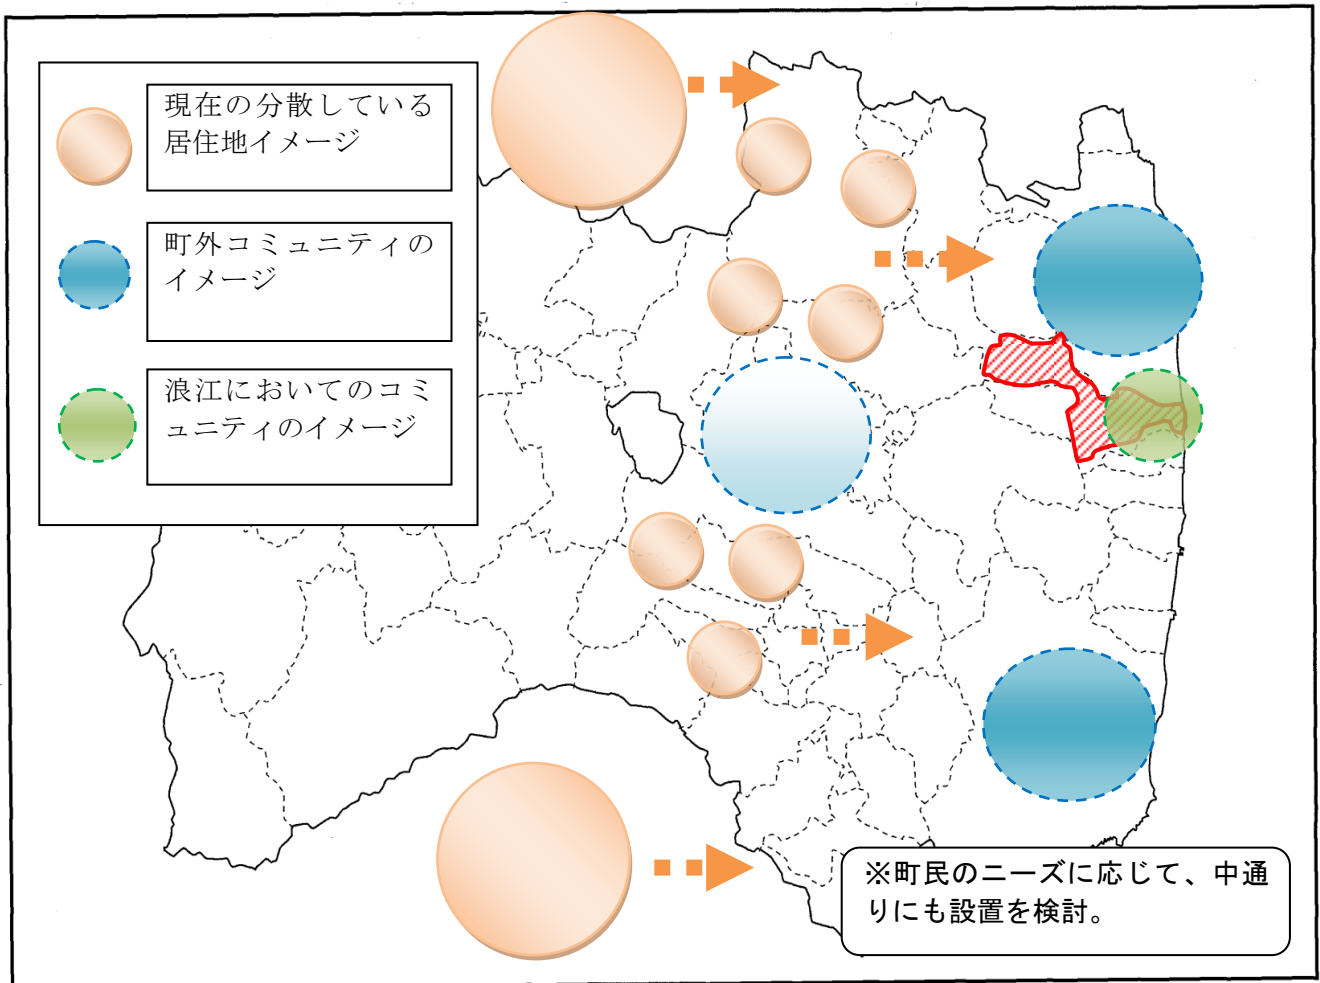 現在の分散している
居住地イメージ
町外コミュニティの
イメージ
浪江においてのコミ
ュニティのイメージ
※町民のニーズに応じて、中通
りにも設置を検討。